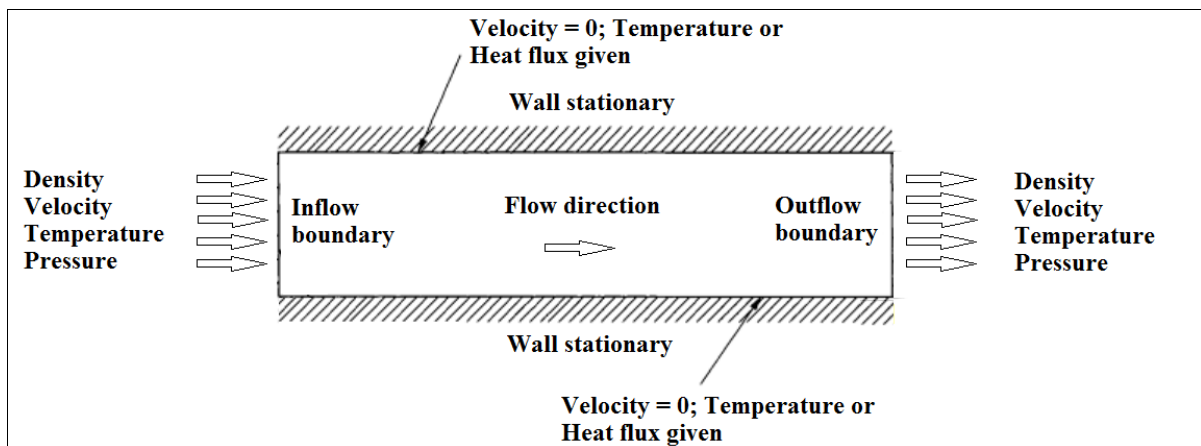 Velocity = 0; Temperature or
Heat flux given
Wall stationary
Density
Velocity
Temperature
Pressure
Inflow
boundary
Flow direction
Outflow
boundary
Density
Velocity
Temperature
Pressure
Wall stationary
Velocity = 0; Temperature or
Heat flux given